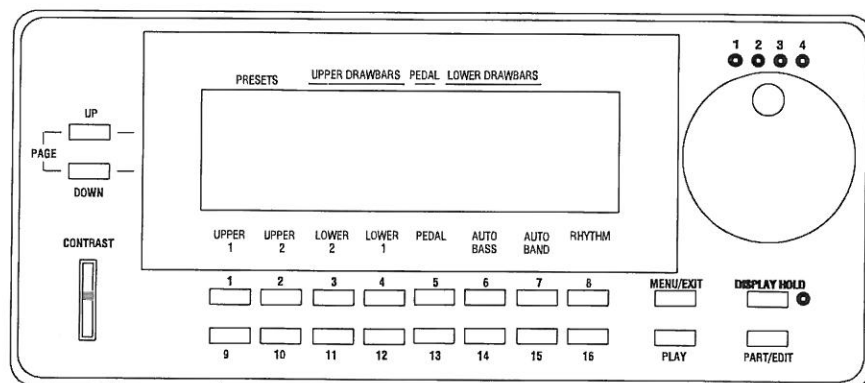 1 2 3 4
PRESETS UPPER DRAWBARS PEDAL LOWER DRAWBARS
UP
PAGE
DOWN
CONTRAST
UPPER 1
UPPER 2
LOWER 2
LOWER 1
PEDAL
AUTO BASS
AUTO BAND
RHYTHM
1 2 3 4 5 6 7 8
MENU/EXIT
DISPLAY HOLD
9 10 11 12 13 14 15 16
PLAY
PART/EDIT